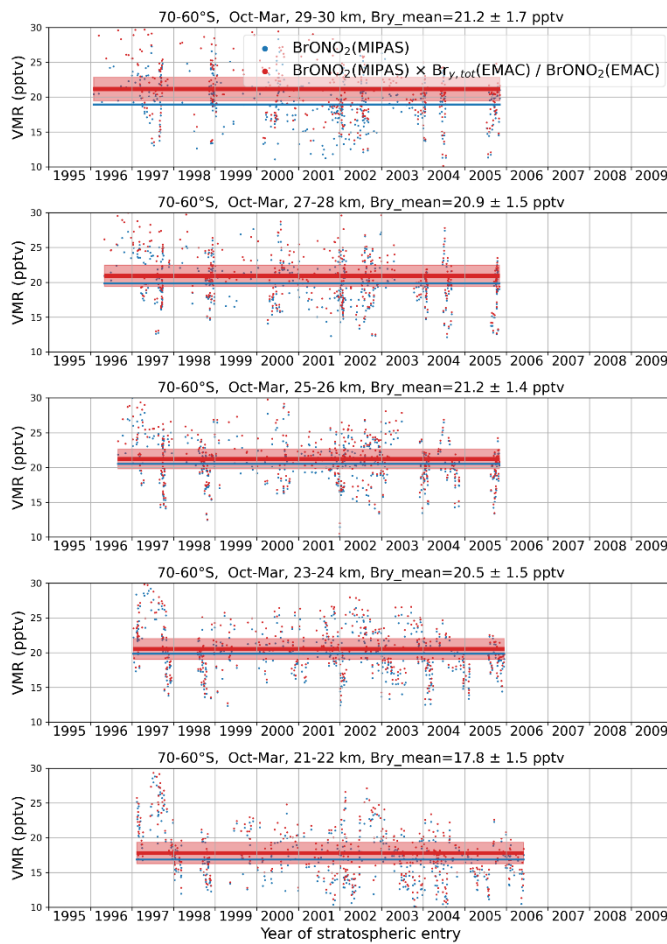 70-60°S, Oct-Mar, 29-30 km, Bry_mean=21.2 ± 1.7 pptv
BrONO₂(MIPAS)
BrONO₂(MIPAS) × Br_{y,tot}(EMAC) / BrONO₂(EMAC)
VMR (pptv)
30
25
20
15
10
1995 1996 1997 1998 1999 2000 2001 2002 2003 2004 2005 2006 2007 2008 2009
70-60°S, Oct-Mar, 27-28 km, Bry_mean=20.9 ± 1.5 pptv
VMR (pptv)
30
25
20
15
10
1995 1996 1997 1998 1999 2000 2001 2002 2003 2004 2005 2006 2007 2008 2009
70-60°S, Oct-Mar, 25-26 km, Bry_mean=21.2 ± 1.4 pptv
VMR (pptv)
30
25
20
15
10
1995 1996 1997 1998 1999 2000 2001 2002 2003 2004 2005 2006 2007 2008 2009
70-60°S, Oct-Mar, 23-24 km, Bry_mean=20.5 ± 1.5 pptv
VMR (pptv)
30
25
20
15
10
1995 1996 1997 1998 1999 2000 2001 2002 2003 2004 2005 2006 2007 2008 2009
70-60°S, Oct-Mar, 21-22 km, Bry_mean=17.8 ± 1.5 pptv
VMR (pptv)
30
25
20
15
10
1995 1996 1997 1998 1999 2000 2001 2002 2003 2004 2005 2006 2007 2008 2009
Year of stratospheric entry